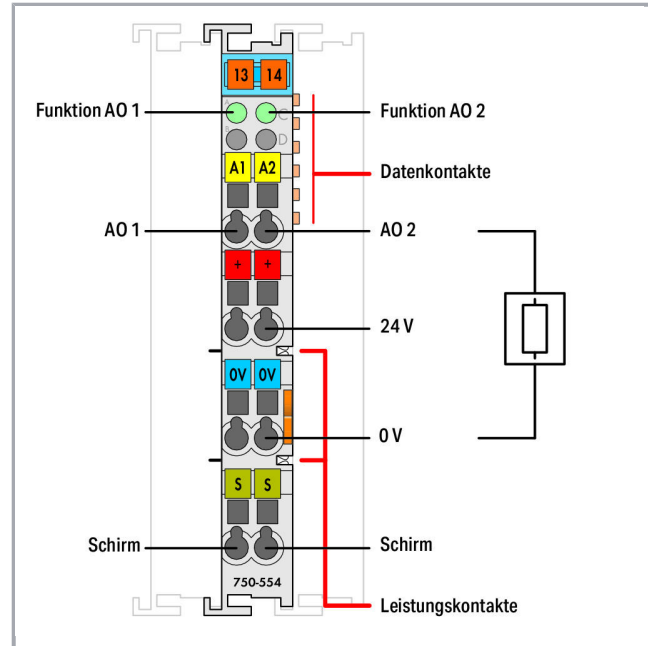 13 14
Funktion AO 1
A
C
Funktion AO 2
B
D
A1 A2
Datenkontakte
AO 1
AO 2
+ +
24 V
0V 0V
0 V
S S
Schirm
Schirm
750-554
Leistungskontakte